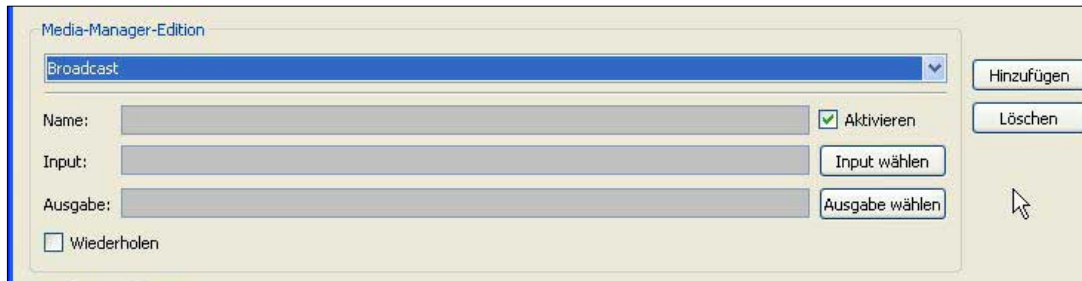 Media-Manager-Edition
Broadcast
Hinzufügen
Name:
Aktivieren
Löschen
Input:
Input wählen
Ausgabe:
Ausgabe wählen
Wiederholen